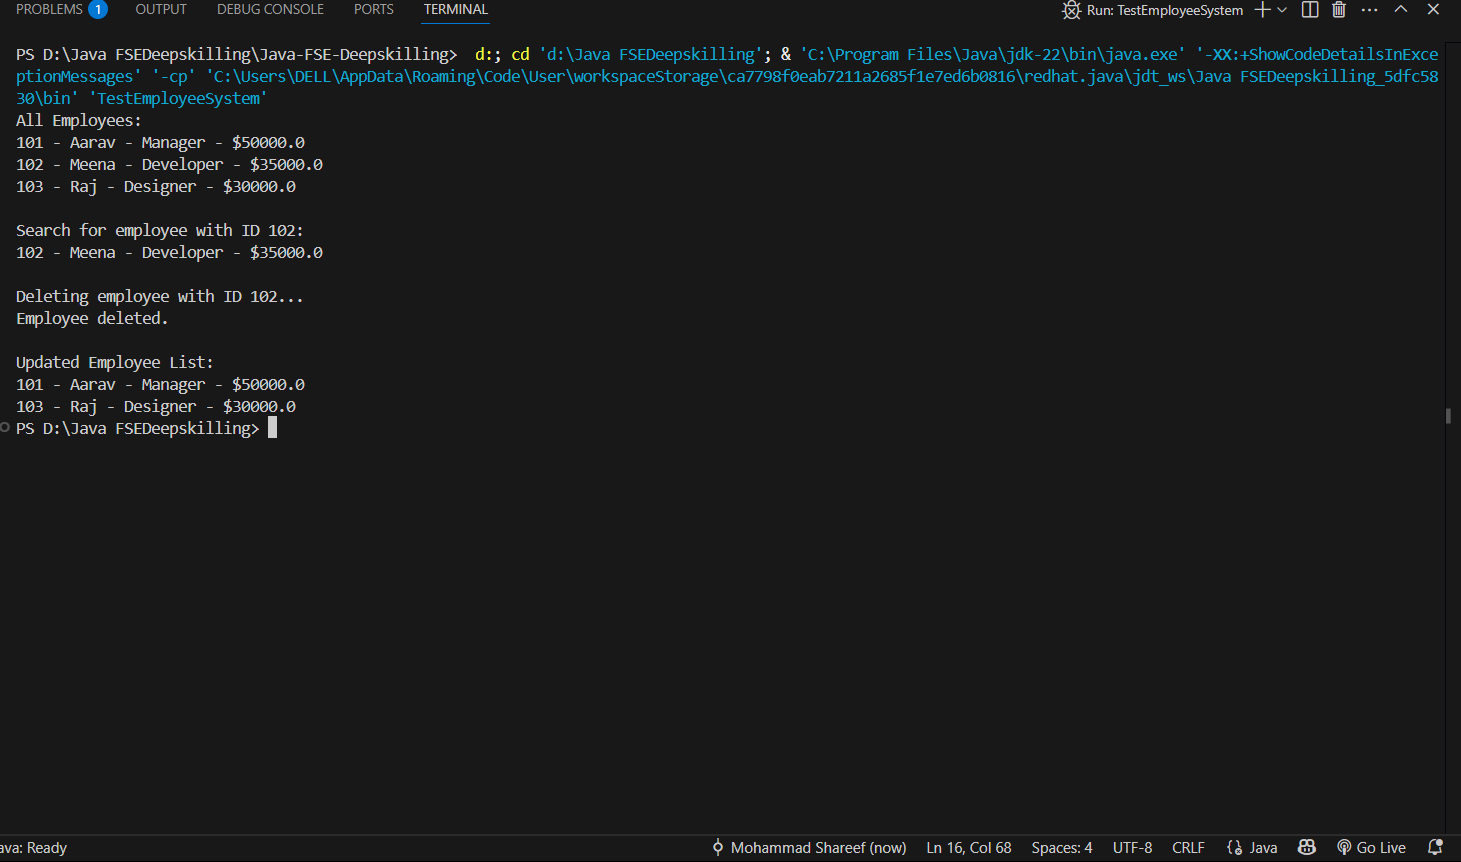 PROBLEMS 1 OUTPUT DEBUG CONSOLE PORTS TERMINAL Run: TestEmployeeSystem
PS D:\Java FSEDeepskilling\Java-FSE-Deepskilling>  d:; cd 'd:\Java FSEDeepskilling'; & 'C:\Program Files\Java\jdk-22\bin\java.exe' '-XX:+ShowCodeDetailsInExce
ptionMessages' '-cp' 'C:\Users\DELL\AppData\Roaming\Code\User\workspaceStorage\ca7798f0eab7211a2685f1e7ed6b0816\redhat.java\jdt_ws\Java FSEDeepskilling_5dfc58
30\bin' 'TestEmployeeSystem'
All Employees:
101 - Aarav - Manager - $50000.0
102 - Meena - Developer - $35000.0
103 - Raj - Designer - $30000.0
Search for employee with ID 102:
102 - Meena - Developer - $35000.0
Deleting employee with ID 102...
Employee deleted.
Updated Employee List:
101 - Aarav - Manager - $50000.0
103 - Raj - Designer - $30000.0
PS D:\Java FSEDeepskilling>
ava: Ready Mohammad Shareef (now) Ln 16, Col 68 Spaces: 4 UTF-8 CRLF Java Go Live